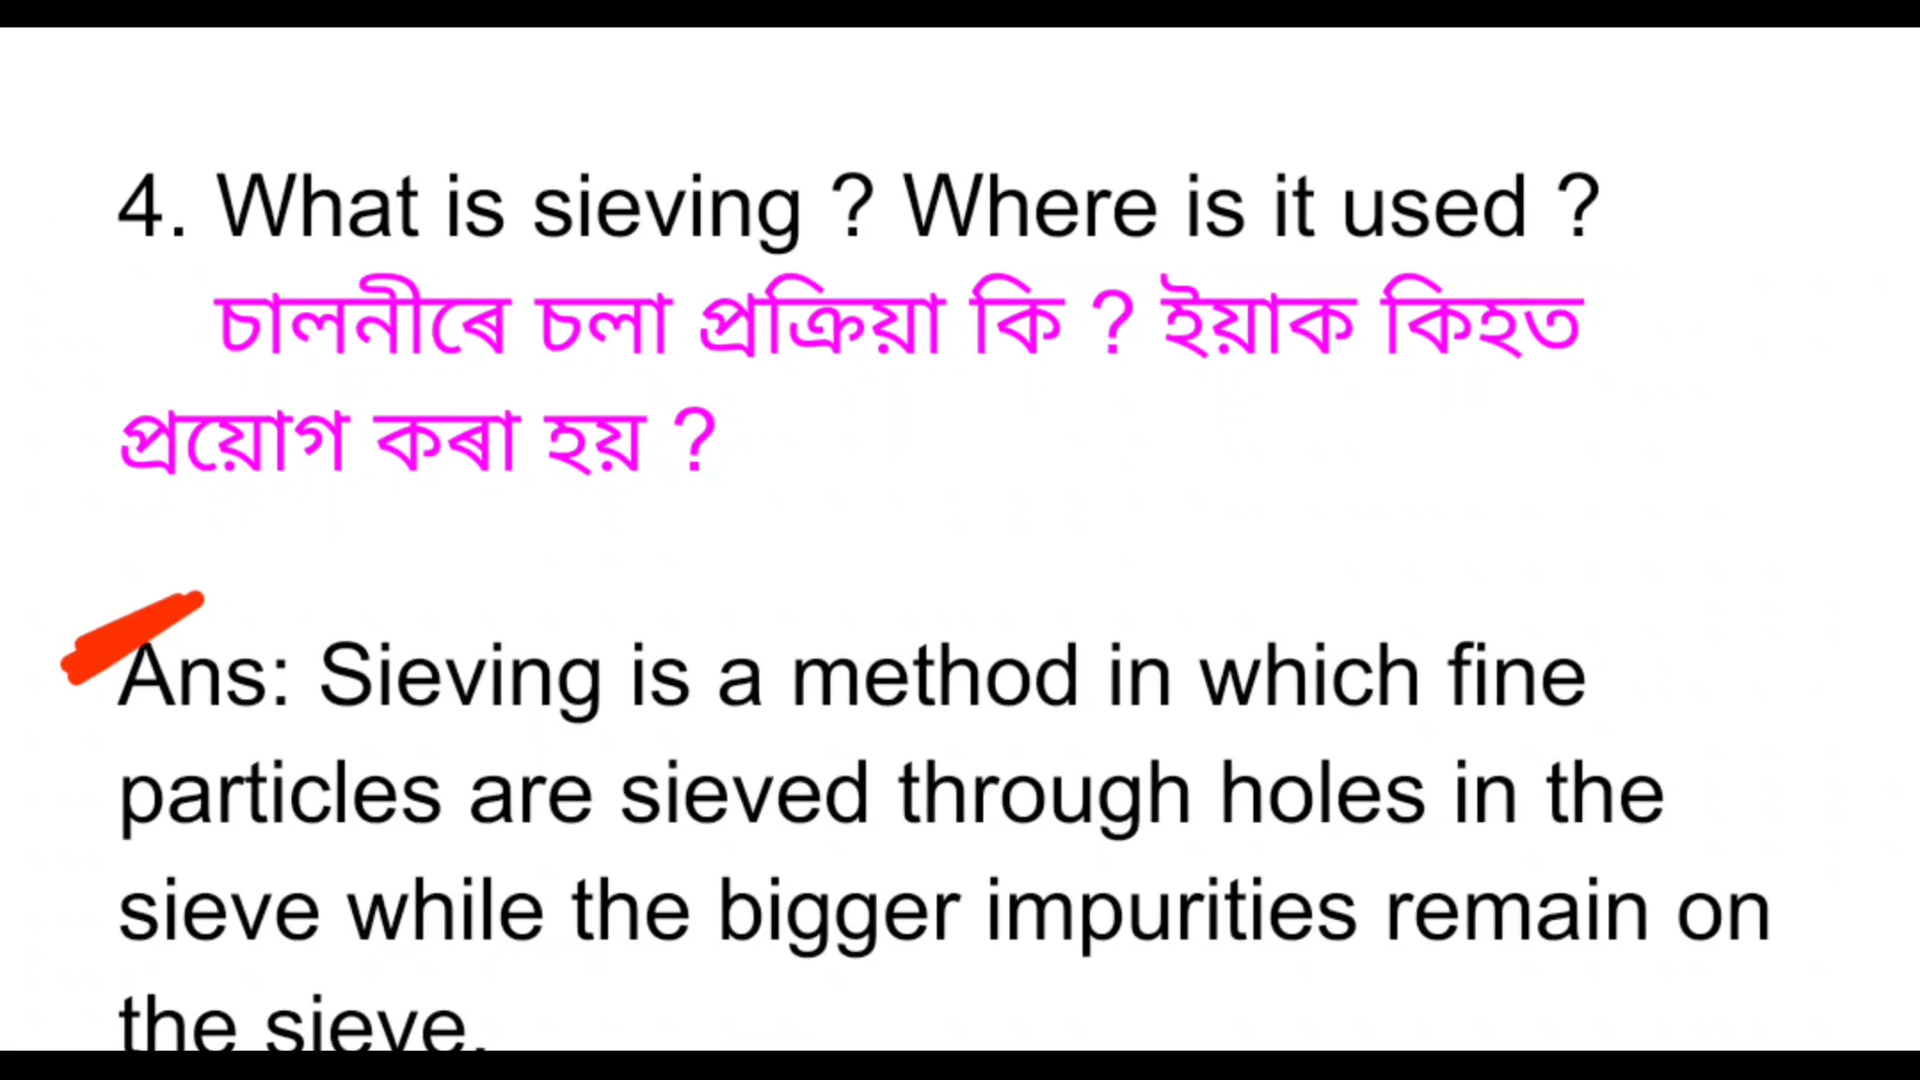 4. What is sieving ? Where is it used ?
চালনীৰে চলা প্ৰক্ৰিয়া কি ? ইয়াক কিহত
প্ৰয়োগ কৰা হয় ?
Ans: Sieving is a method in which fine
particles are sieved through holes in the
sieve while the bigger impurities remain on
the sieve.